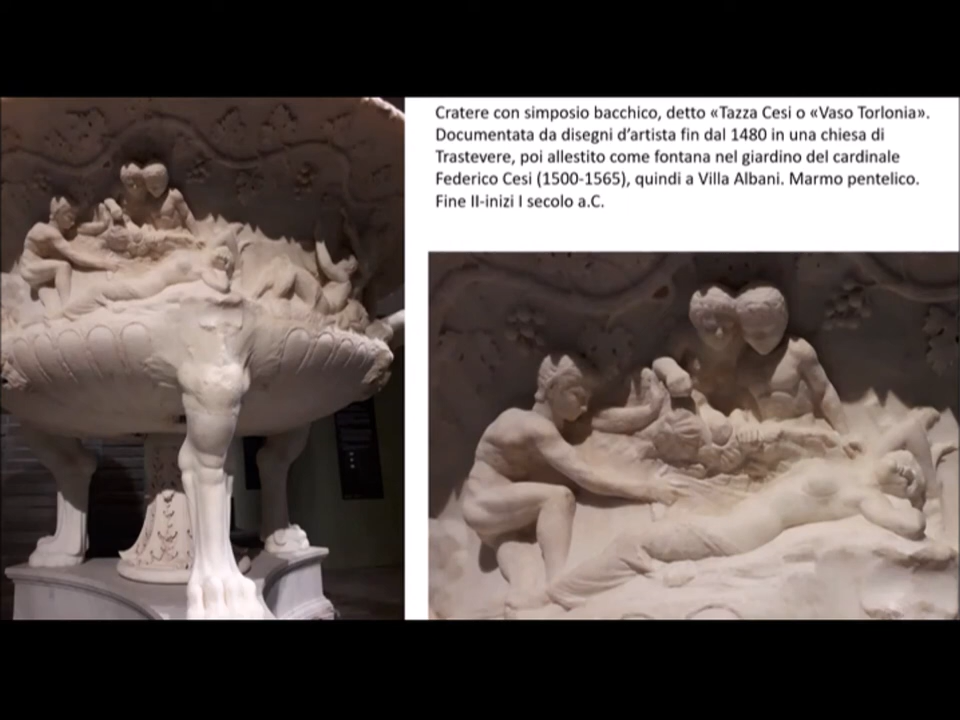 Cratere con simposio bacchico, detto «Tazza Cesi o «Vaso Torlonia».
Documentata da disegni d'artista fin dal 1480 in una chiesa di
Trastevere, poi allestito come fontana nel giardino del cardinale
Federico Cesi (1500-1565), quindi a Villa Albani. Marmo pentelico.
Fine II-inizi I secolo a.C.